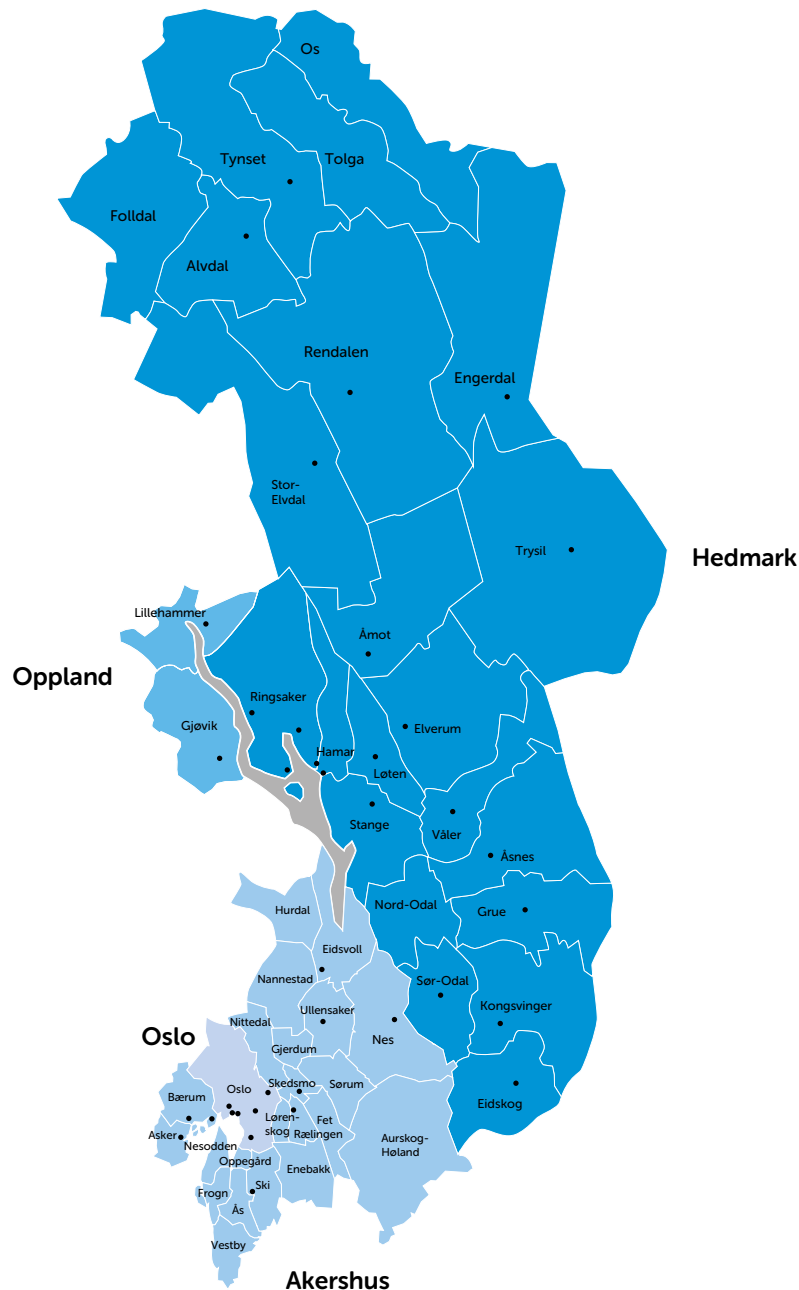 Os
Tynset
Tolga
Folldal
Alvdal
Rendalen
Engerdal
Stor-
Elvdal
Trysil
Hedmark
Lillehammer
Åmot
Oppland
Ringsaker
Gjøvik
Elverum
Hamar
Løten
Stange
Våler
Åsnes
Hurdal
Nord-Odal
Grue
Eidsvoll
Nannestad
Sør-Odal
Ullensaker
Kongsvinger
Nittedal
Oslo
Nes
Gjerdum
Skedsmo
Sørum
Oslo
Bærum
Eidskog
Løren-
skog
Fet
Rælingen
Asker
Nesodden
Aurskog-
Høland
Oppegård
Enebakk
Ski
Frogn
Ås
Vestby
Akershus